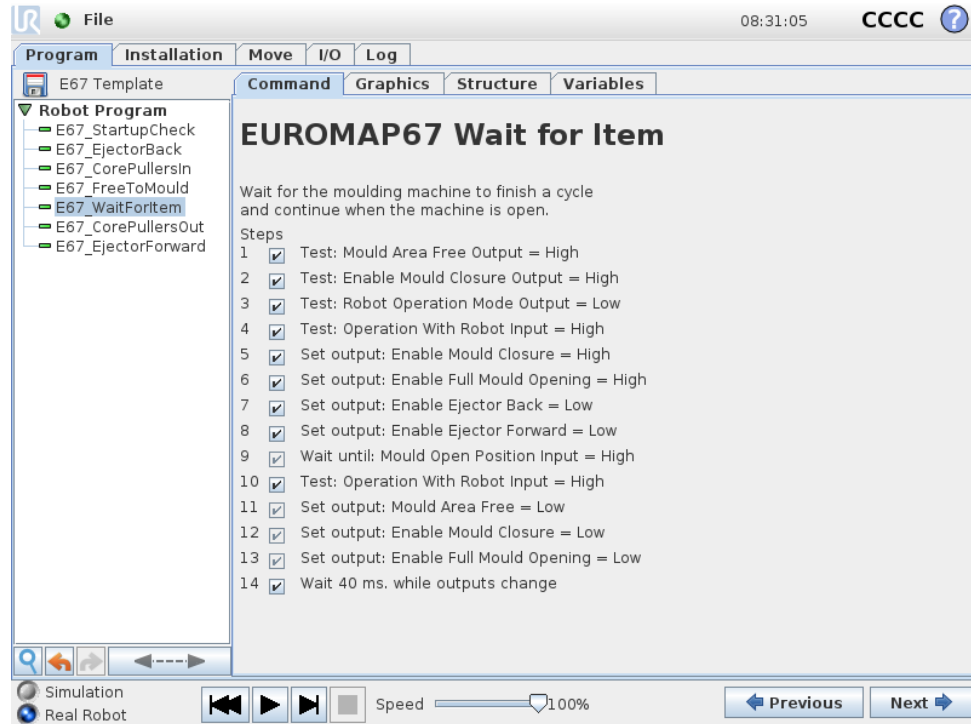 UR File 08:31:05 CCCC ?
Program Installation Move I/O Log
E67 Template
Command Graphics Structure Variables
Robot Program
E67_StartupCheck
E67_EjectorBack
E67_CorePullersIn
E67_FreeToMould
E67_WaitForItem
E67_CorePullersOut
E67_EjectorForward
EUROMAP67 Wait for Item
Wait for the moulding machine to finish a cycle
and continue when the machine is open.
Steps
1 Test: Mould Area Free Output = High
2 Test: Enable Mould Closure Output = High
3 Test: Robot Operation Mode Output = Low
4 Test: Operation With Robot Input = High
5 Set output: Enable Mould Closure = High
6 Set output: Enable Full Mould Opening = High
7 Set output: Enable Ejector Back = Low
8 Set output: Enable Ejector Forward = Low
9 Wait until: Mould Open Position Input = High
10 Test: Operation With Robot Input = High
11 Set output: Mould Area Free = Low
12 Set output: Enable Mould Closure = Low
13 Set output: Enable Full Mould Opening = Low
14 Wait 40 ms. while outputs change
Simulation
Real Robot
Speed 100%
Previous Next